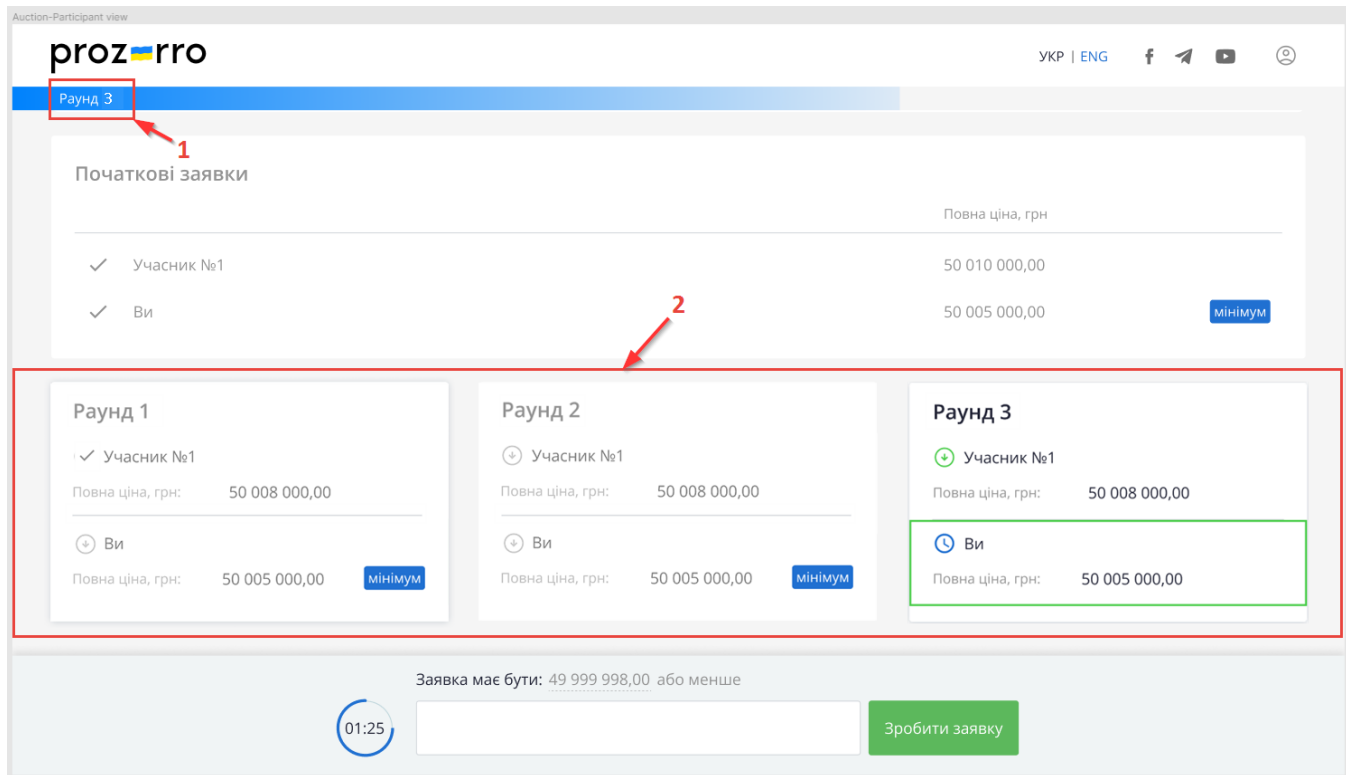 Auction-Participant view
prozorro
УКР | ENG
Раунд 3
1
Початкові заявки
Повна ціна, грн
Учасник №1 50 010 000,00
2
Ви 50 005 000,00 мінімум
Раунд 1 Раунд 2 Раунд 3
Учасник №1 Учасник №1 Учасник №1
Повна ціна, грн: 50 008 000,00 Повна ціна, грн: 50 008 000,00 Повна ціна, грн: 50 008 000,00
Ви Ви Ви
Повна ціна, грн: 50 005 000,00 мінімум Повна ціна, грн: 50 005 000,00 мінімум Повна ціна, грн: 50 005 000,00
Заявка має бути: 49 999 998,00 або менше
01:25 Зробити заявку